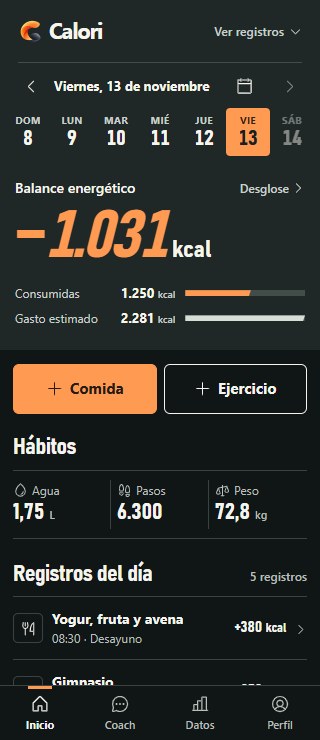 Calori
Ver registros
Viernes, 13 de noviembre
DOM LUN MAR MIÉ JUE VIE SÁB
8 9 10 11 12 13 14
Balance energético
Desglose
−1.031 kcal
Consumidas 1.250 kcal
Gasto estimado 2.281 kcal
+ Comida
+ Ejercicio
Hábitos
Agua Pasos Peso
1,75 L 6.300 72,8 kg
Registros del día
5 registros
Yogur, fruta y avena
+380 kcal
08:30 · Desayuno
Gimnasio
Inicio Coach Datos Perfil